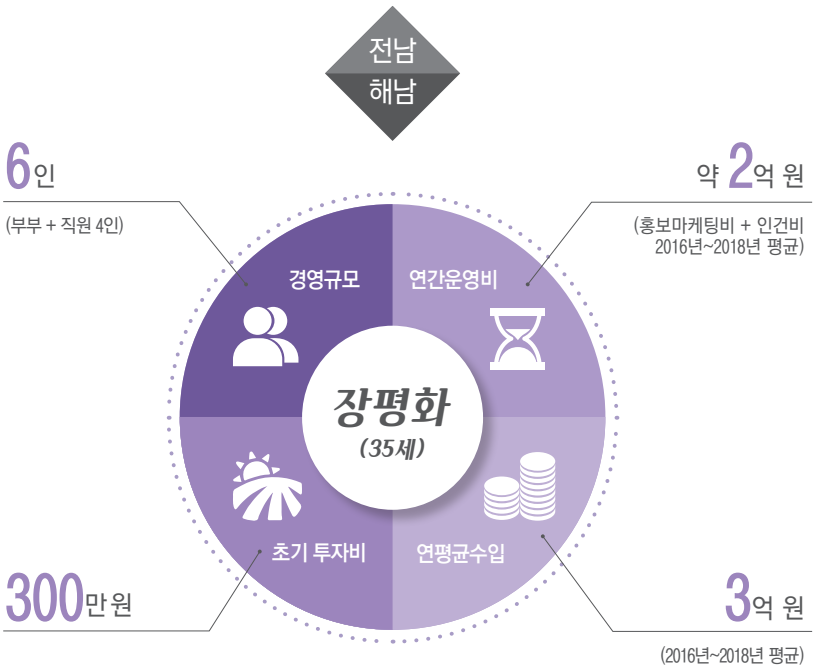 전남
해남
6인
(부부 + 직원 4인)
약 2억 원
(홍보마케팅비 + 인건비
2016년~2018년 평균)
경영규모
연간운영비
장평화
(35세)
초기 투자비
연평균수입
300만원
3억 원
(2016년~2018년 평균)